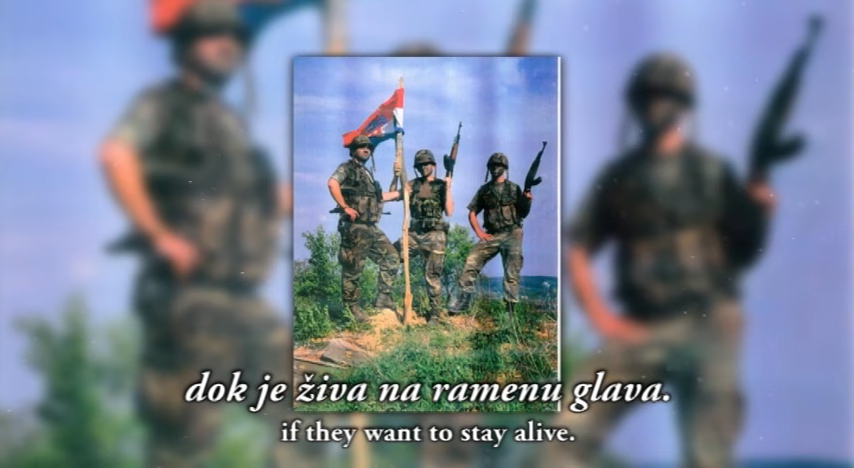 dok je živa na ramenu glava.
if they want to stay alive.